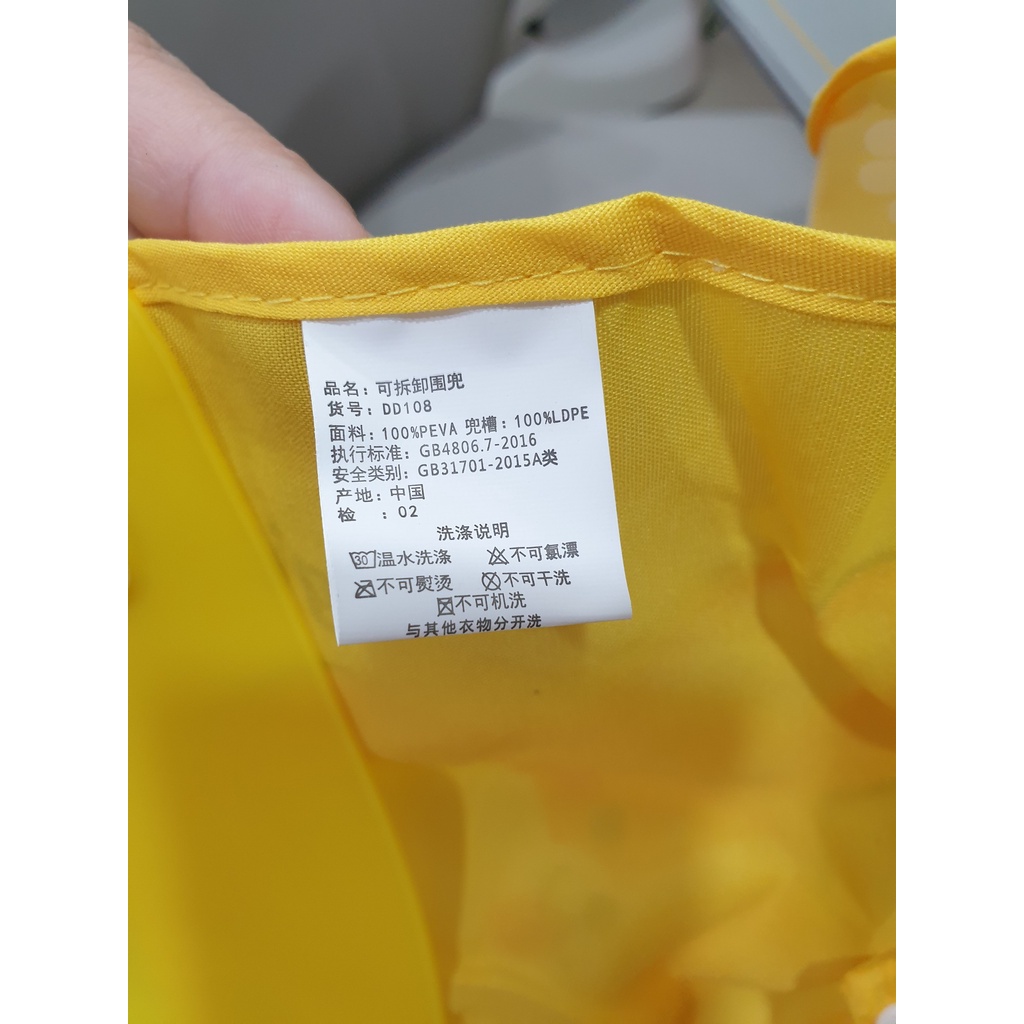 品名：可拆卸围兜
货号：DD108
面料：100%PEVA 兜槽：100%LDPE
执行标准：GB4806.7-2016
安全类别：GB31701-2015A类
产地：中国
检　：02
洗涤说明
30 温水洗涤 不可氯漂
不可熨烫 不可干洗
不可机洗
与其他衣物分开洗